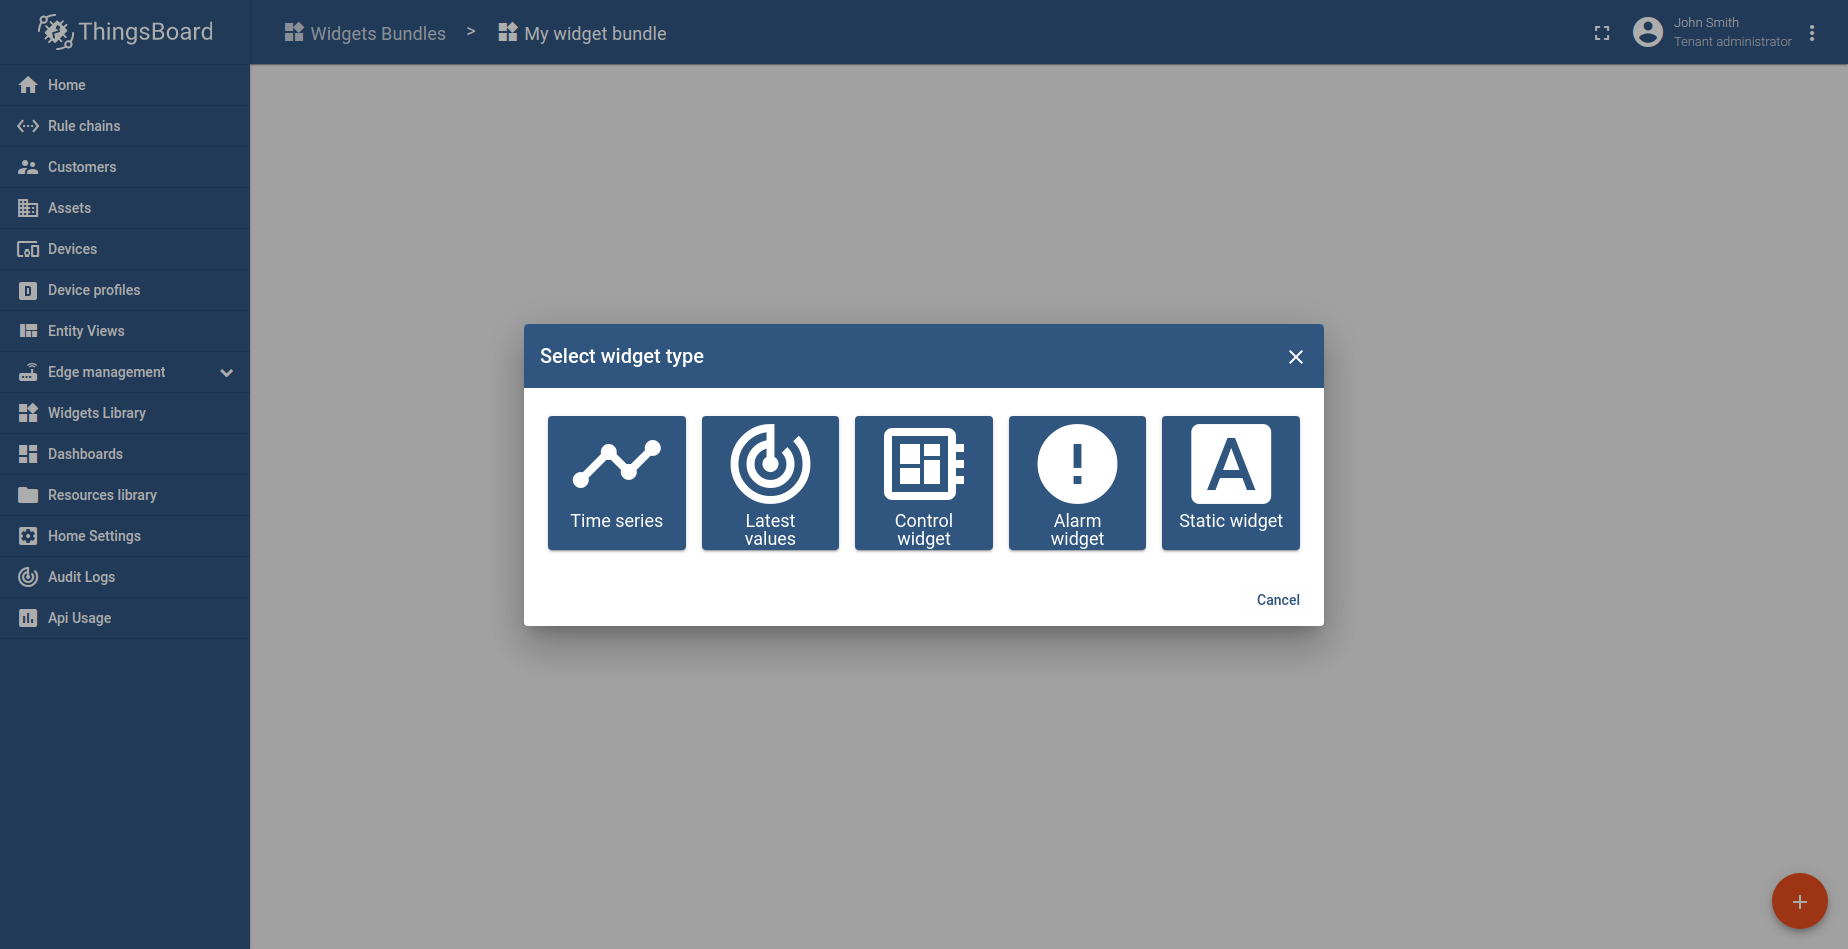 ThingsBoard
Widgets Bundles > My widget bundle
John Smith
Tenant administrator
Home
Rule chains
Customers
Assets
Devices
Device profiles
Entity Views
Edge management
Widgets Library
Dashboards
Resources library
Home Settings
Audit Logs
Api Usage
Select widget type
Time series
Latest
values
Control
widget
Alarm
widget
Static widget
Cancel